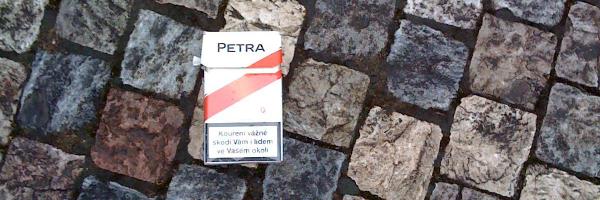 PETRA
Kouření vážně
škodí Vám i lidem
ve Vašem okolí